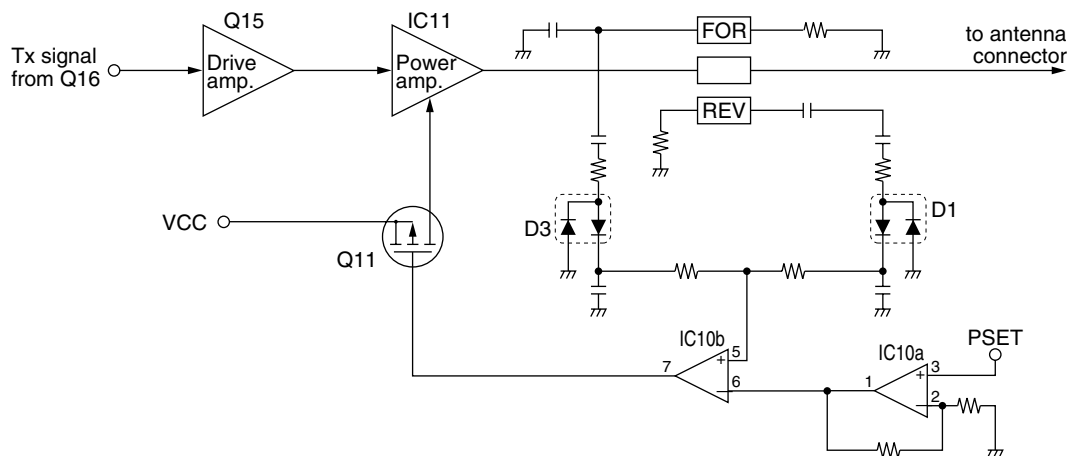 Q15
IC11
FOR
to antenna
connector
Tx signal
from Q16
Drive
amp.
Power
amp.
REV
VCC
D3
D1
Q11
IC10b
IC10a
PSET
7
5
+
6
–
1
3
+
2
–